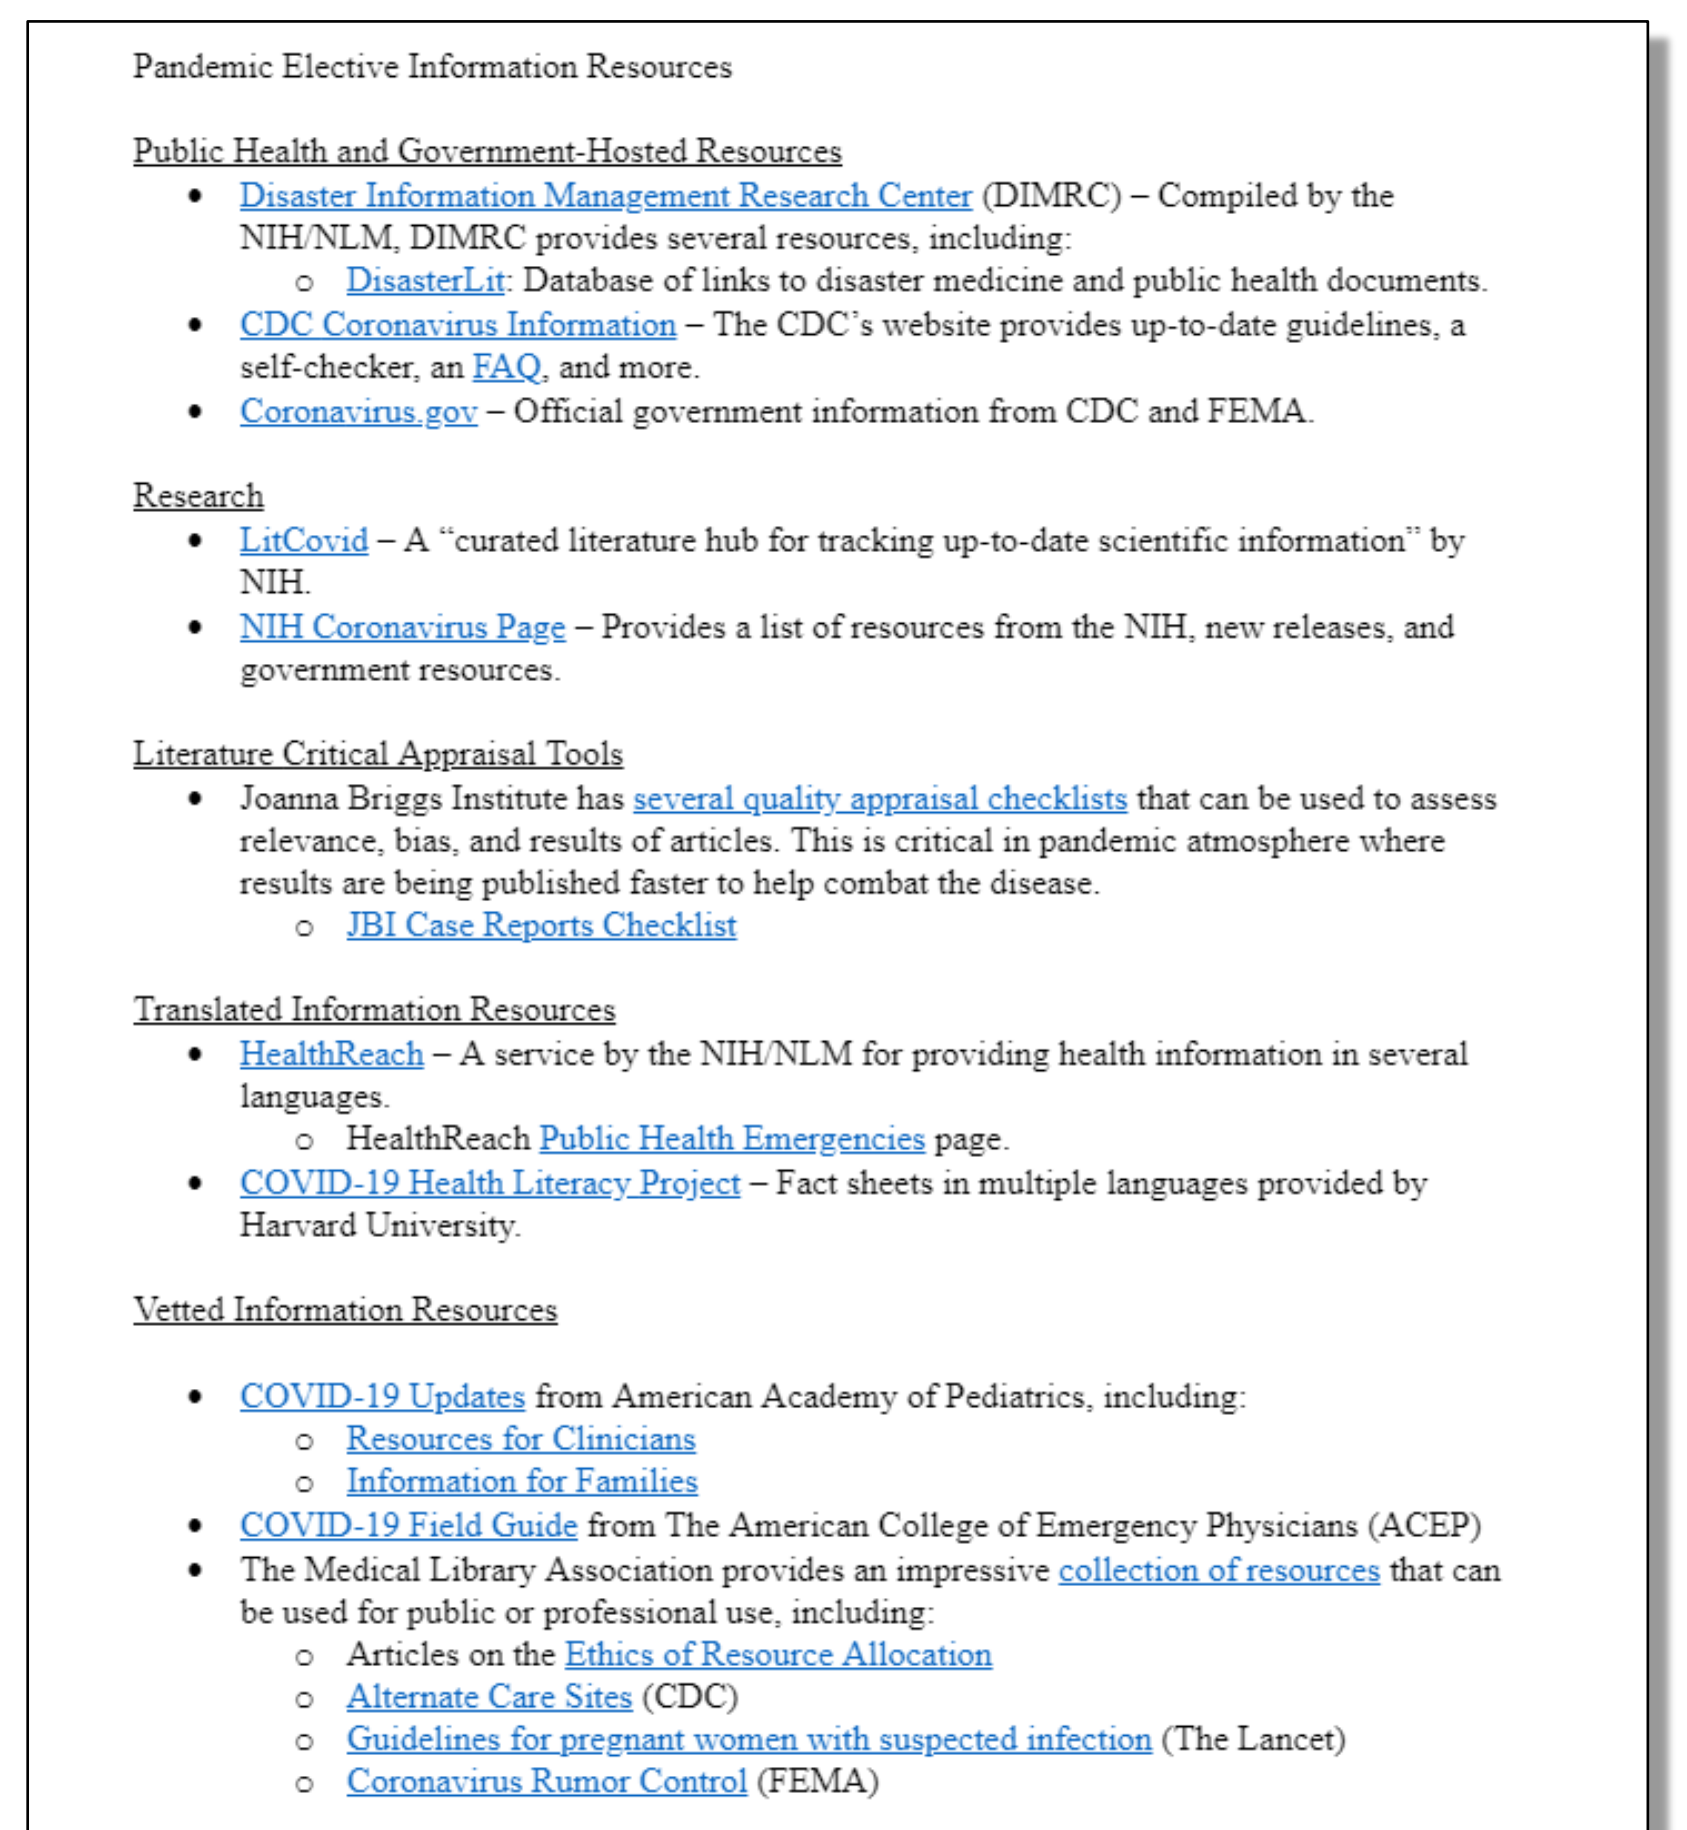 Pandemic Elective Information Resources
Public Health and Government-Hosted Resources
• Disaster Information Management Research Center (DIMRC) – Compiled by the
NIH/NLM, DIMRC provides several resources, including:
o DisasterLit: Database of links to disaster medicine and public health documents.
• CDC Coronavirus Information – The CDC’s website provides up-to-date guidelines, a
self-checker, an FAQ, and more.
• Coronavirus.gov – Official government information from CDC and FEMA.
Research
• LitCovid – A “curated literature hub for tracking up-to-date scientific information” by
NIH.
• NIH Coronavirus Page – Provides a list of resources from the NIH, new releases, and
government resources.
Literature Critical Appraisal Tools
• Joanna Briggs Institute has several quality appraisal checklists that can be used to assess
relevance, bias, and results of articles. This is critical in pandemic atmosphere where
results are being published faster to help combat the disease.
o JBI Case Reports Checklist
Translated Information Resources
• HealthReach – A service by the NIH/NLM for providing health information in several
languages.
o HealthReach Public Health Emergencies page.
• COVID-19 Health Literacy Project – Fact sheets in multiple languages provided by
Harvard University.
Vetted Information Resources
• COVID-19 Updates from American Academy of Pediatrics, including:
o Resources for Clinicians
o Information for Families
• COVID-19 Field Guide from The American College of Emergency Physicians (ACEP)
• The Medical Library Association provides an impressive collection of resources that can
be used for public or professional use, including:
o Articles on the Ethics of Resource Allocation
o Alternate Care Sites (CDC)
o Guidelines for pregnant women with suspected infection (The Lancet)
o Coronavirus Rumor Control (FEMA)